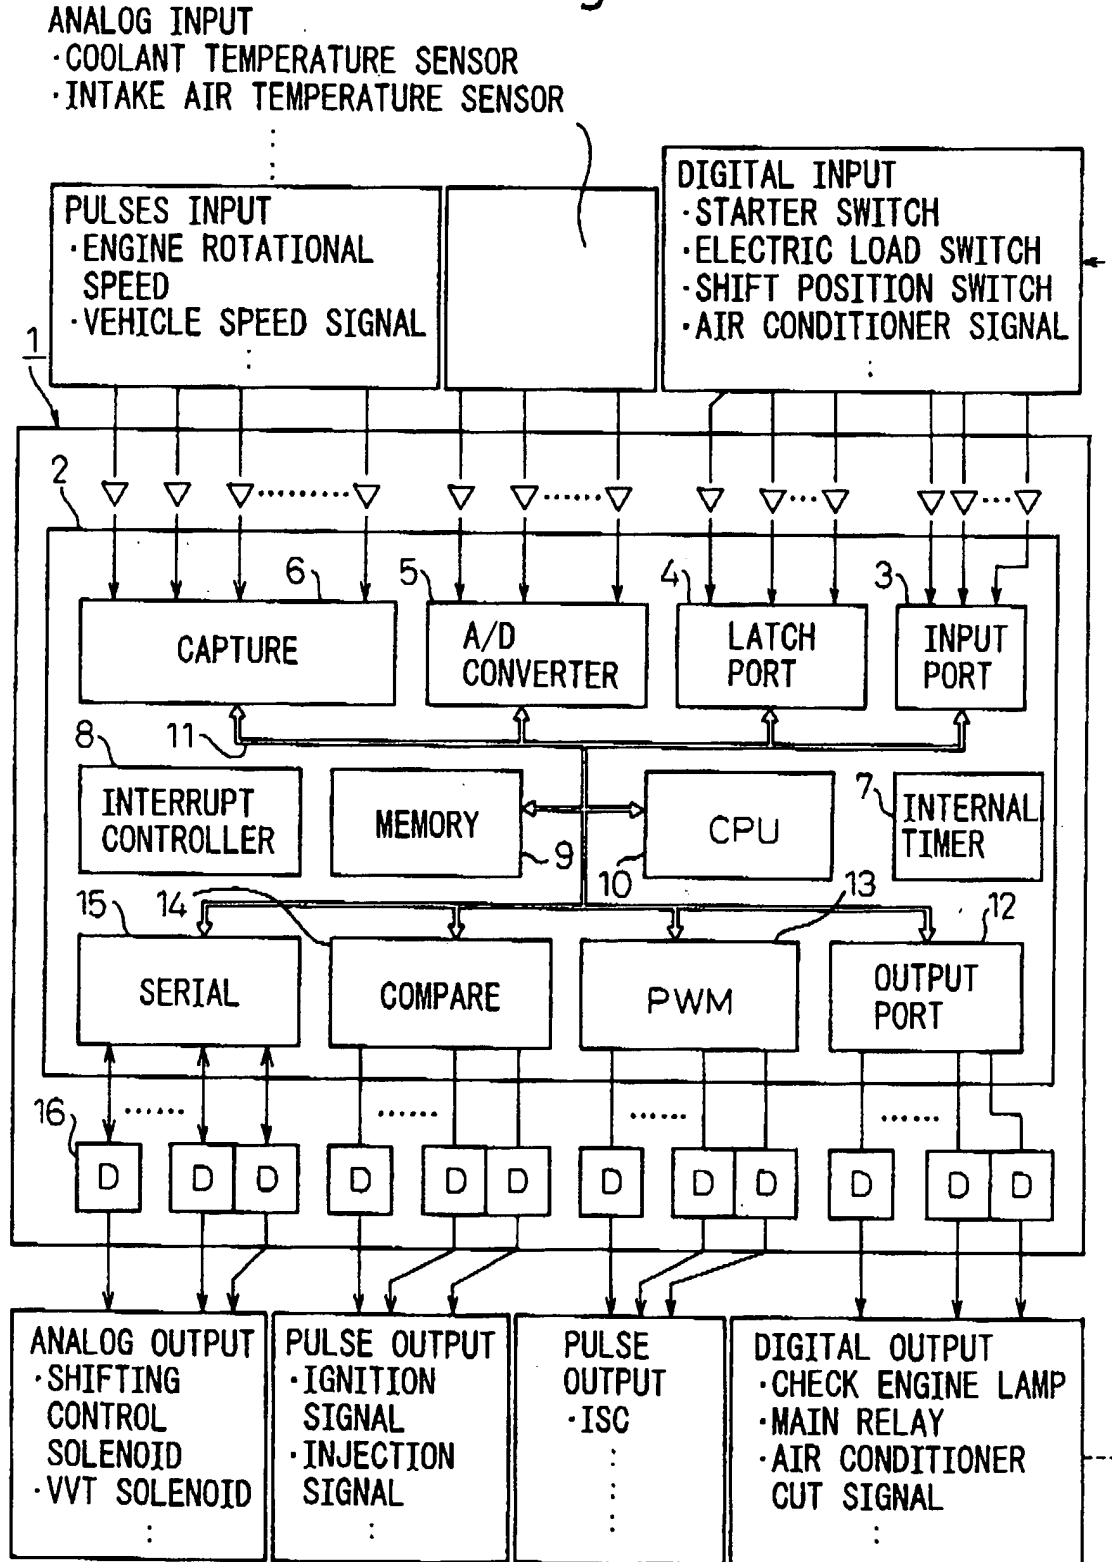 ANALOG INPUT
·COOLANT TEMPERATURE SENSOR
·INTAKE AIR TEMPERATURE SENSOR
PULSES INPUT
·ENGINE ROTATIONAL
SPEED
·VEHICLE SPEED SIGNAL
DIGITAL INPUT
·STARTER SWITCH
·ELECTRIC LOAD SWITCH
·SHIFT POSITION SWITCH
·AIR CONDITIONER SIGNAL
1
2
6
CAPTURE
5
A/D
CONVERTER
4
LATCH
PORT
3
INPUT
PORT
11
8
INTERRUPT
CONTROLLER
MEMORY
9
CPU
10
7
INTERNAL
TIMER
15
SERIAL
14
COMPARE
13
PWM
12
OUTPUT
PORT
16
D D D D D D D D D D D D
ANALOG OUTPUT
·SHIFTING
CONTROL
SOLENOID
·VVT SOLENOID
PULSE OUTPUT
·IGNITION
SIGNAL
·INJECTION
SIGNAL
PULSE
OUTPUT
·ISC
DIGITAL OUTPUT
·CHECK ENGINE LAMP
·MAIN RELAY
·AIR CONDITIONER
CUT SIGNAL